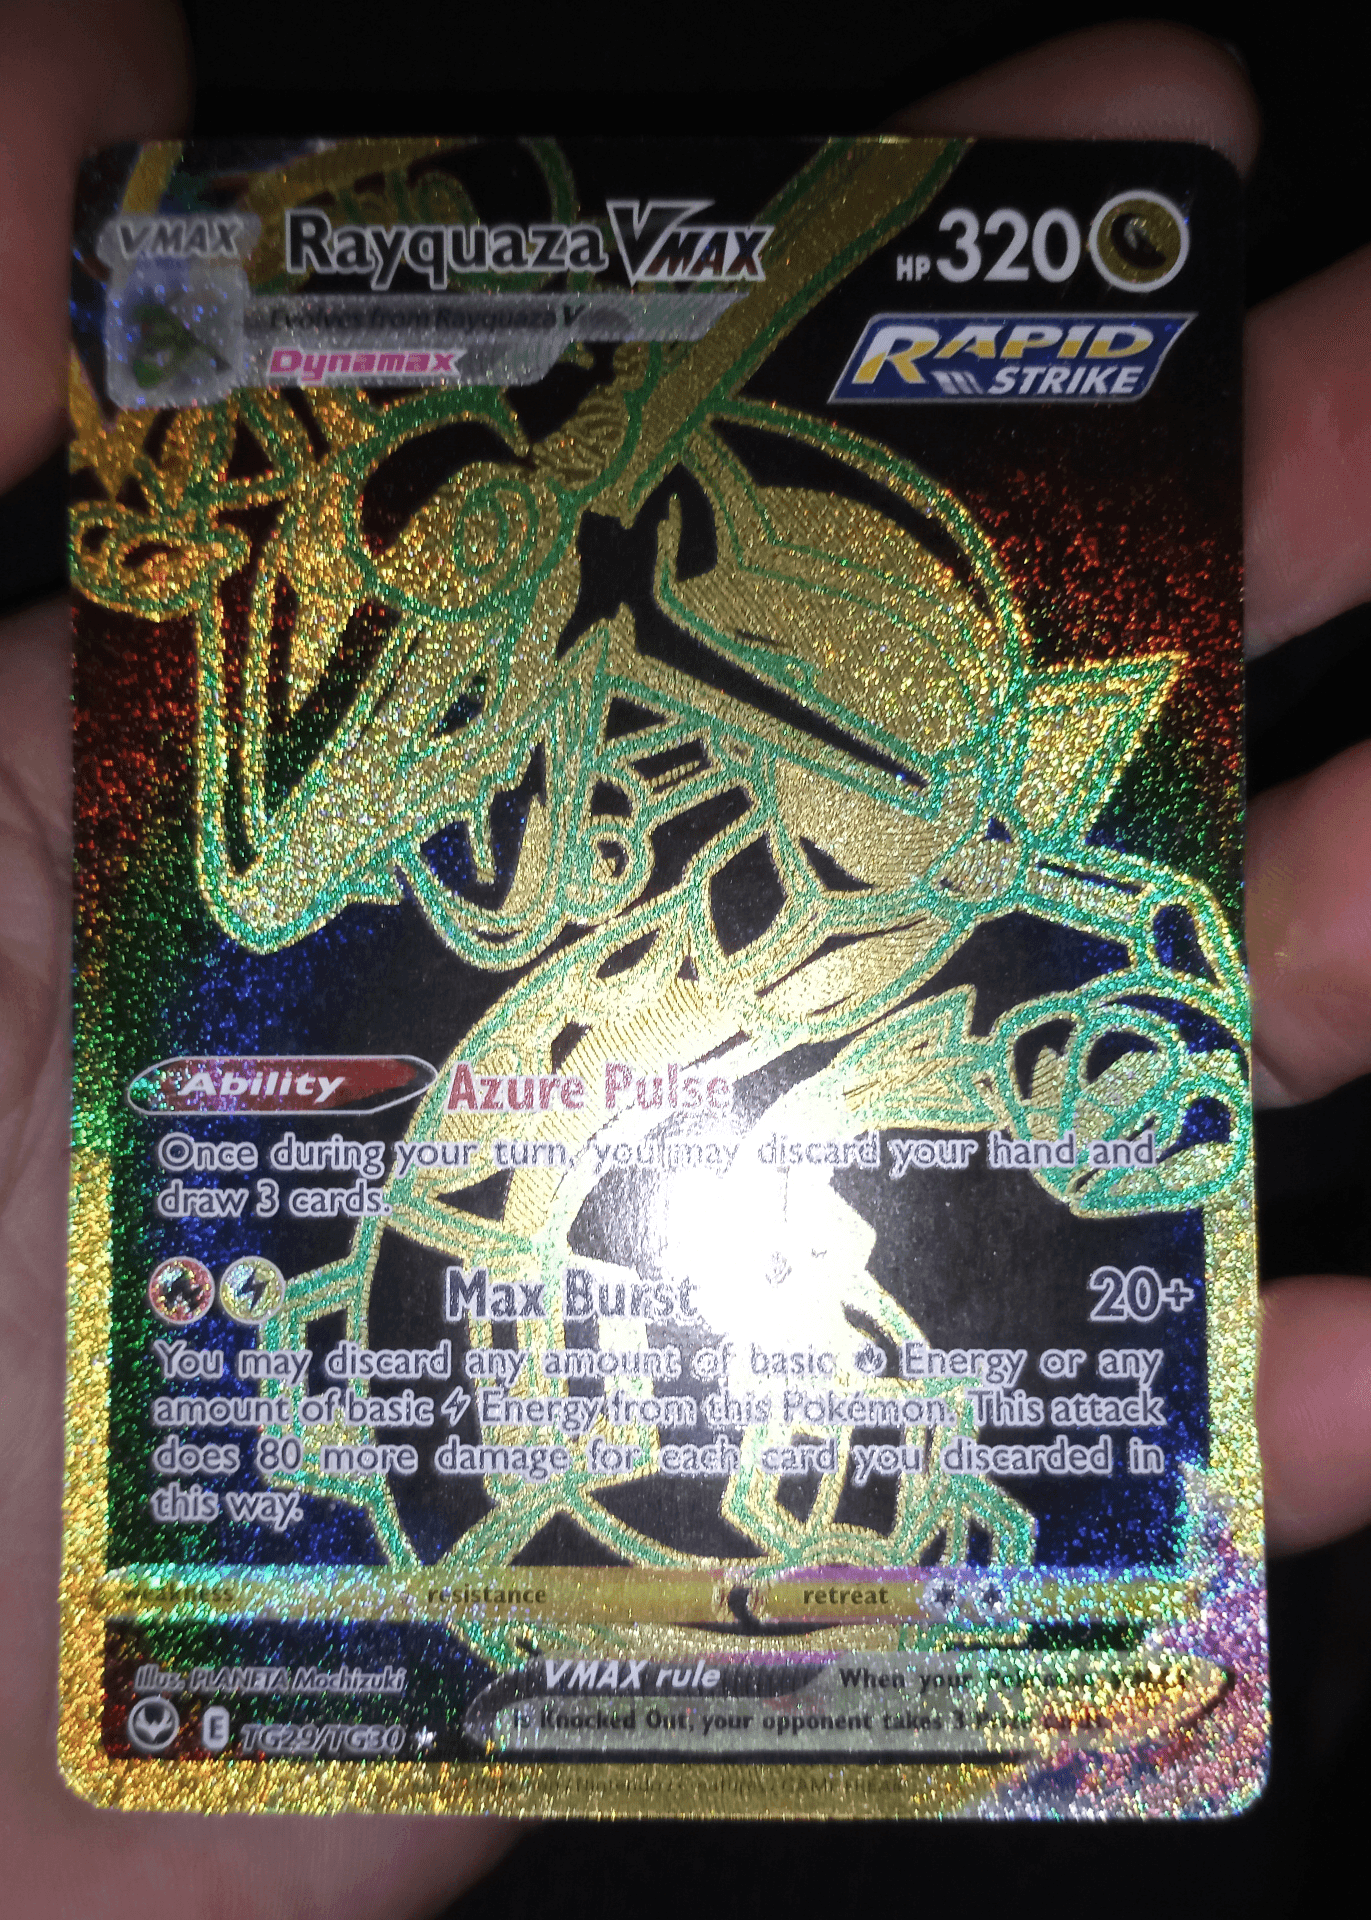 VMAX Rayquaza VMAX HP 320
Evolves from Rayquaza V
Dynamax
RAPID
STRIKE
Ability Azure Pulse
Once during your turn, you may discard your hand and
draw 3 cards.
Max Burst 20+
You may discard any amount of basic Energy or any
amount of basic Energy from this Pokémon. This attack
does 80 more damage for each card you discarded in
this way.
weakness resistance retreat
Illus. PLANETA Mochizuki
VMAX rule When your Pokémon
E TG29/TG30
is Knocked Out, your opponent takes 3